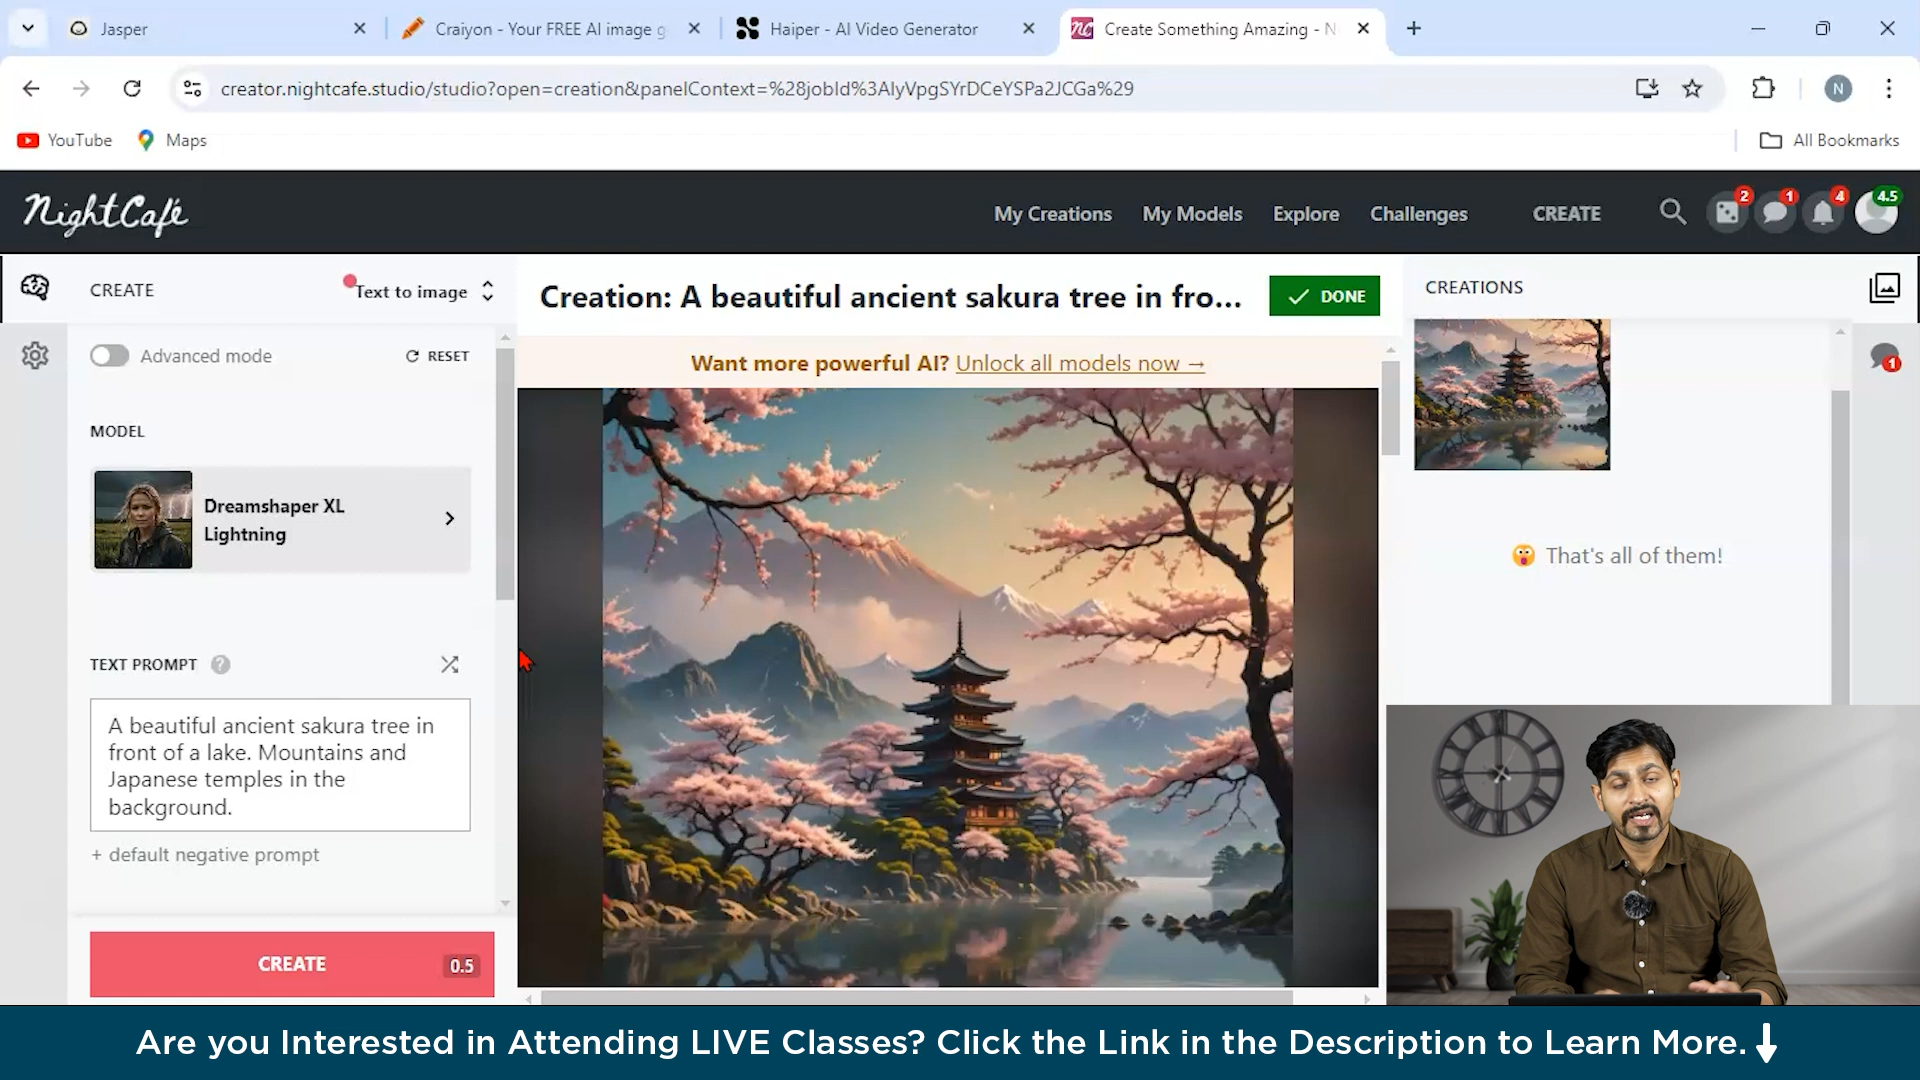 Jasper
Craiyon - Your FREE AI image g
Haiper - AI Video Generator
NC
Create Something Amazing - N
creator.nightcafe.studio/studio?open=creation&panelContext=%28jobId%3AIyVpgSYrDCeYSPa2JCGa%29
N
YouTube
Maps
All Bookmarks
NightCafé
My Creations
My Models
Explore
Challenges
CREATE
2
1
4
4.5
CREATE
Text to image
Creation: A beautiful ancient sakura tree in fro...
DONE
CREATIONS
Advanced mode
RESET
Want more powerful AI? Unlock all models now →
1
MODEL
Dreamshaper XL
Lightning
That's all of them!
TEXT PROMPT ?
A beautiful ancient sakura tree in
front of a lake. Mountains and
Japanese temples in the
background.
+ default negative prompt
CREATE
0.5
Are you Interested in Attending LIVE Classes? Click the Link in the Description to Learn More.